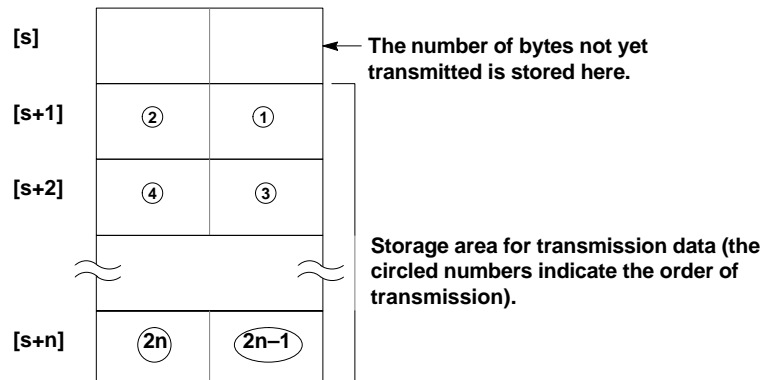 [s]
The number of bytes not yet
transmitted is stored here.
[s+1]
② ①
[s+2]
④ ③
Storage area for transmission data (the
circled numbers indicate the order of
transmission).
[s+n]
2n 2n–1